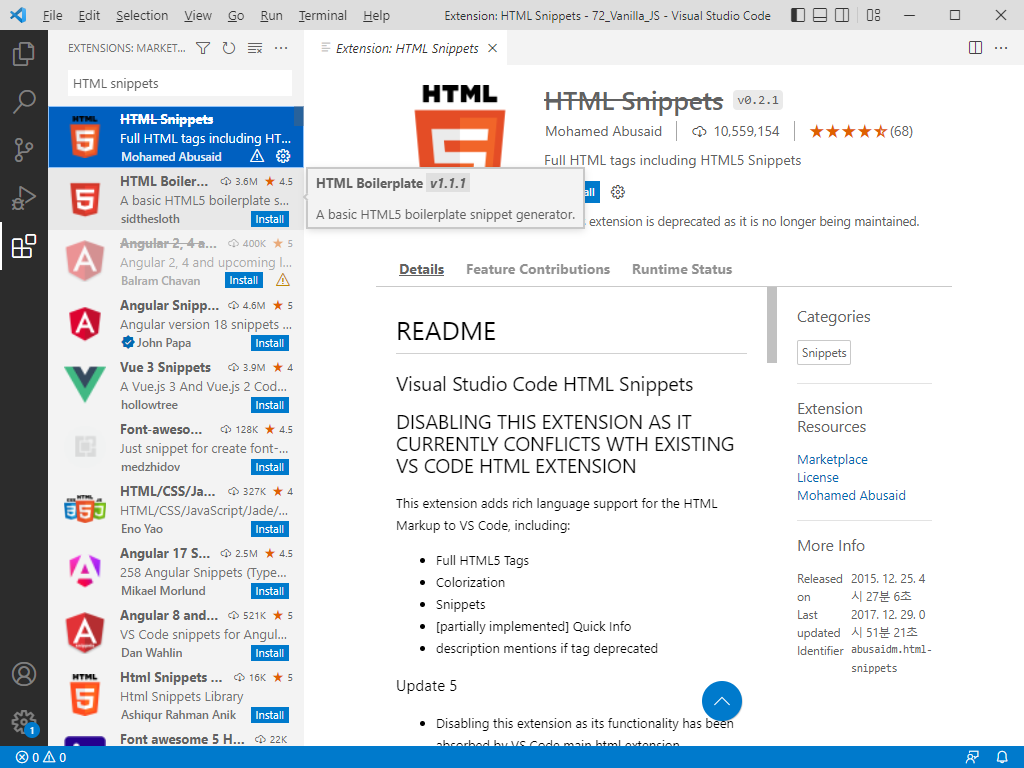 File Edit Selection View Go Run Terminal Help
Extension: HTML Snippets - 72_Vanilla_JS - Visual Studio Code
EXTENSIONS: MARKET...
HTML snippets
HTML Snippets
Full HTML tags including HT...
Mohamed Abusaid
HTML Boiler... 3.6M 4.5
A basic HTML5 boilerplate s...
sidthesloth Install
Angular 2, 4 a... 400K 5
Angular 2, 4 and upcoming l...
Balram Chavan Install
Angular Snipp... 4.6M 5
Angular version 18 snippets ...
John Papa Install
Vue 3 Snippets 3.9M 4
A Vue.js 3 And Vue.js 2 Cod...
hollowtree Install
Font-aweso... 128K 4.5
Just snippet for create font-...
medzhidov Install
HTML/CSS/Ja... 327K 4
HTML/CSS/JavaScript/Jade/...
Eno Yao Install
Angular 17 S... 2.5M 4.5
258 Angular Snippets (Type...
Mikael Morlund Install
Angular 8 and... 521K 5
VS Code snippets for Angul...
Dan Wahlin Install
Html Snippets ... 16K 5
Html Snippets Library
Ashiqur Rahman Anik Install
Font awesome 5 H... 22K
1
Extension: HTML Snippets
HTML
HTML Snippets v0.2.1
Mohamed Abusaid 10,559,154 (68)
Full HTML tags including HTML5 Snippets
HTML Boilerplate v1.1.1
A basic HTML5 boilerplate snippet generator.
all
s extension is deprecated as it is no longer being maintained.
Details Feature Contributions Runtime Status
README
Visual Studio Code HTML Snippets
DISABLING THIS EXTENSION AS IT
CURRENTLY CONFLICTS WTH EXISTING
VS CODE HTML EXTENSION
This extension adds rich language support for the HTML
Markup to VS Code, including:
• Full HTML5 Tags
• Colorization
• Snippets
• [partially implemented] Quick Info
• description mentions if tag deprecated
Update 5
• Disabling this extension as its functionality has been
absorbed by VS Code main html extension
Categories
Snippets
Extension
Resources
Marketplace
License
Mohamed Abusaid
More Info
Released on 2015. 12. 25. 4
시 27분 6초
Last updated 2017. 12. 29. 0
시 51분 21초
Identifier abusaidm.html-
snippets
0 0